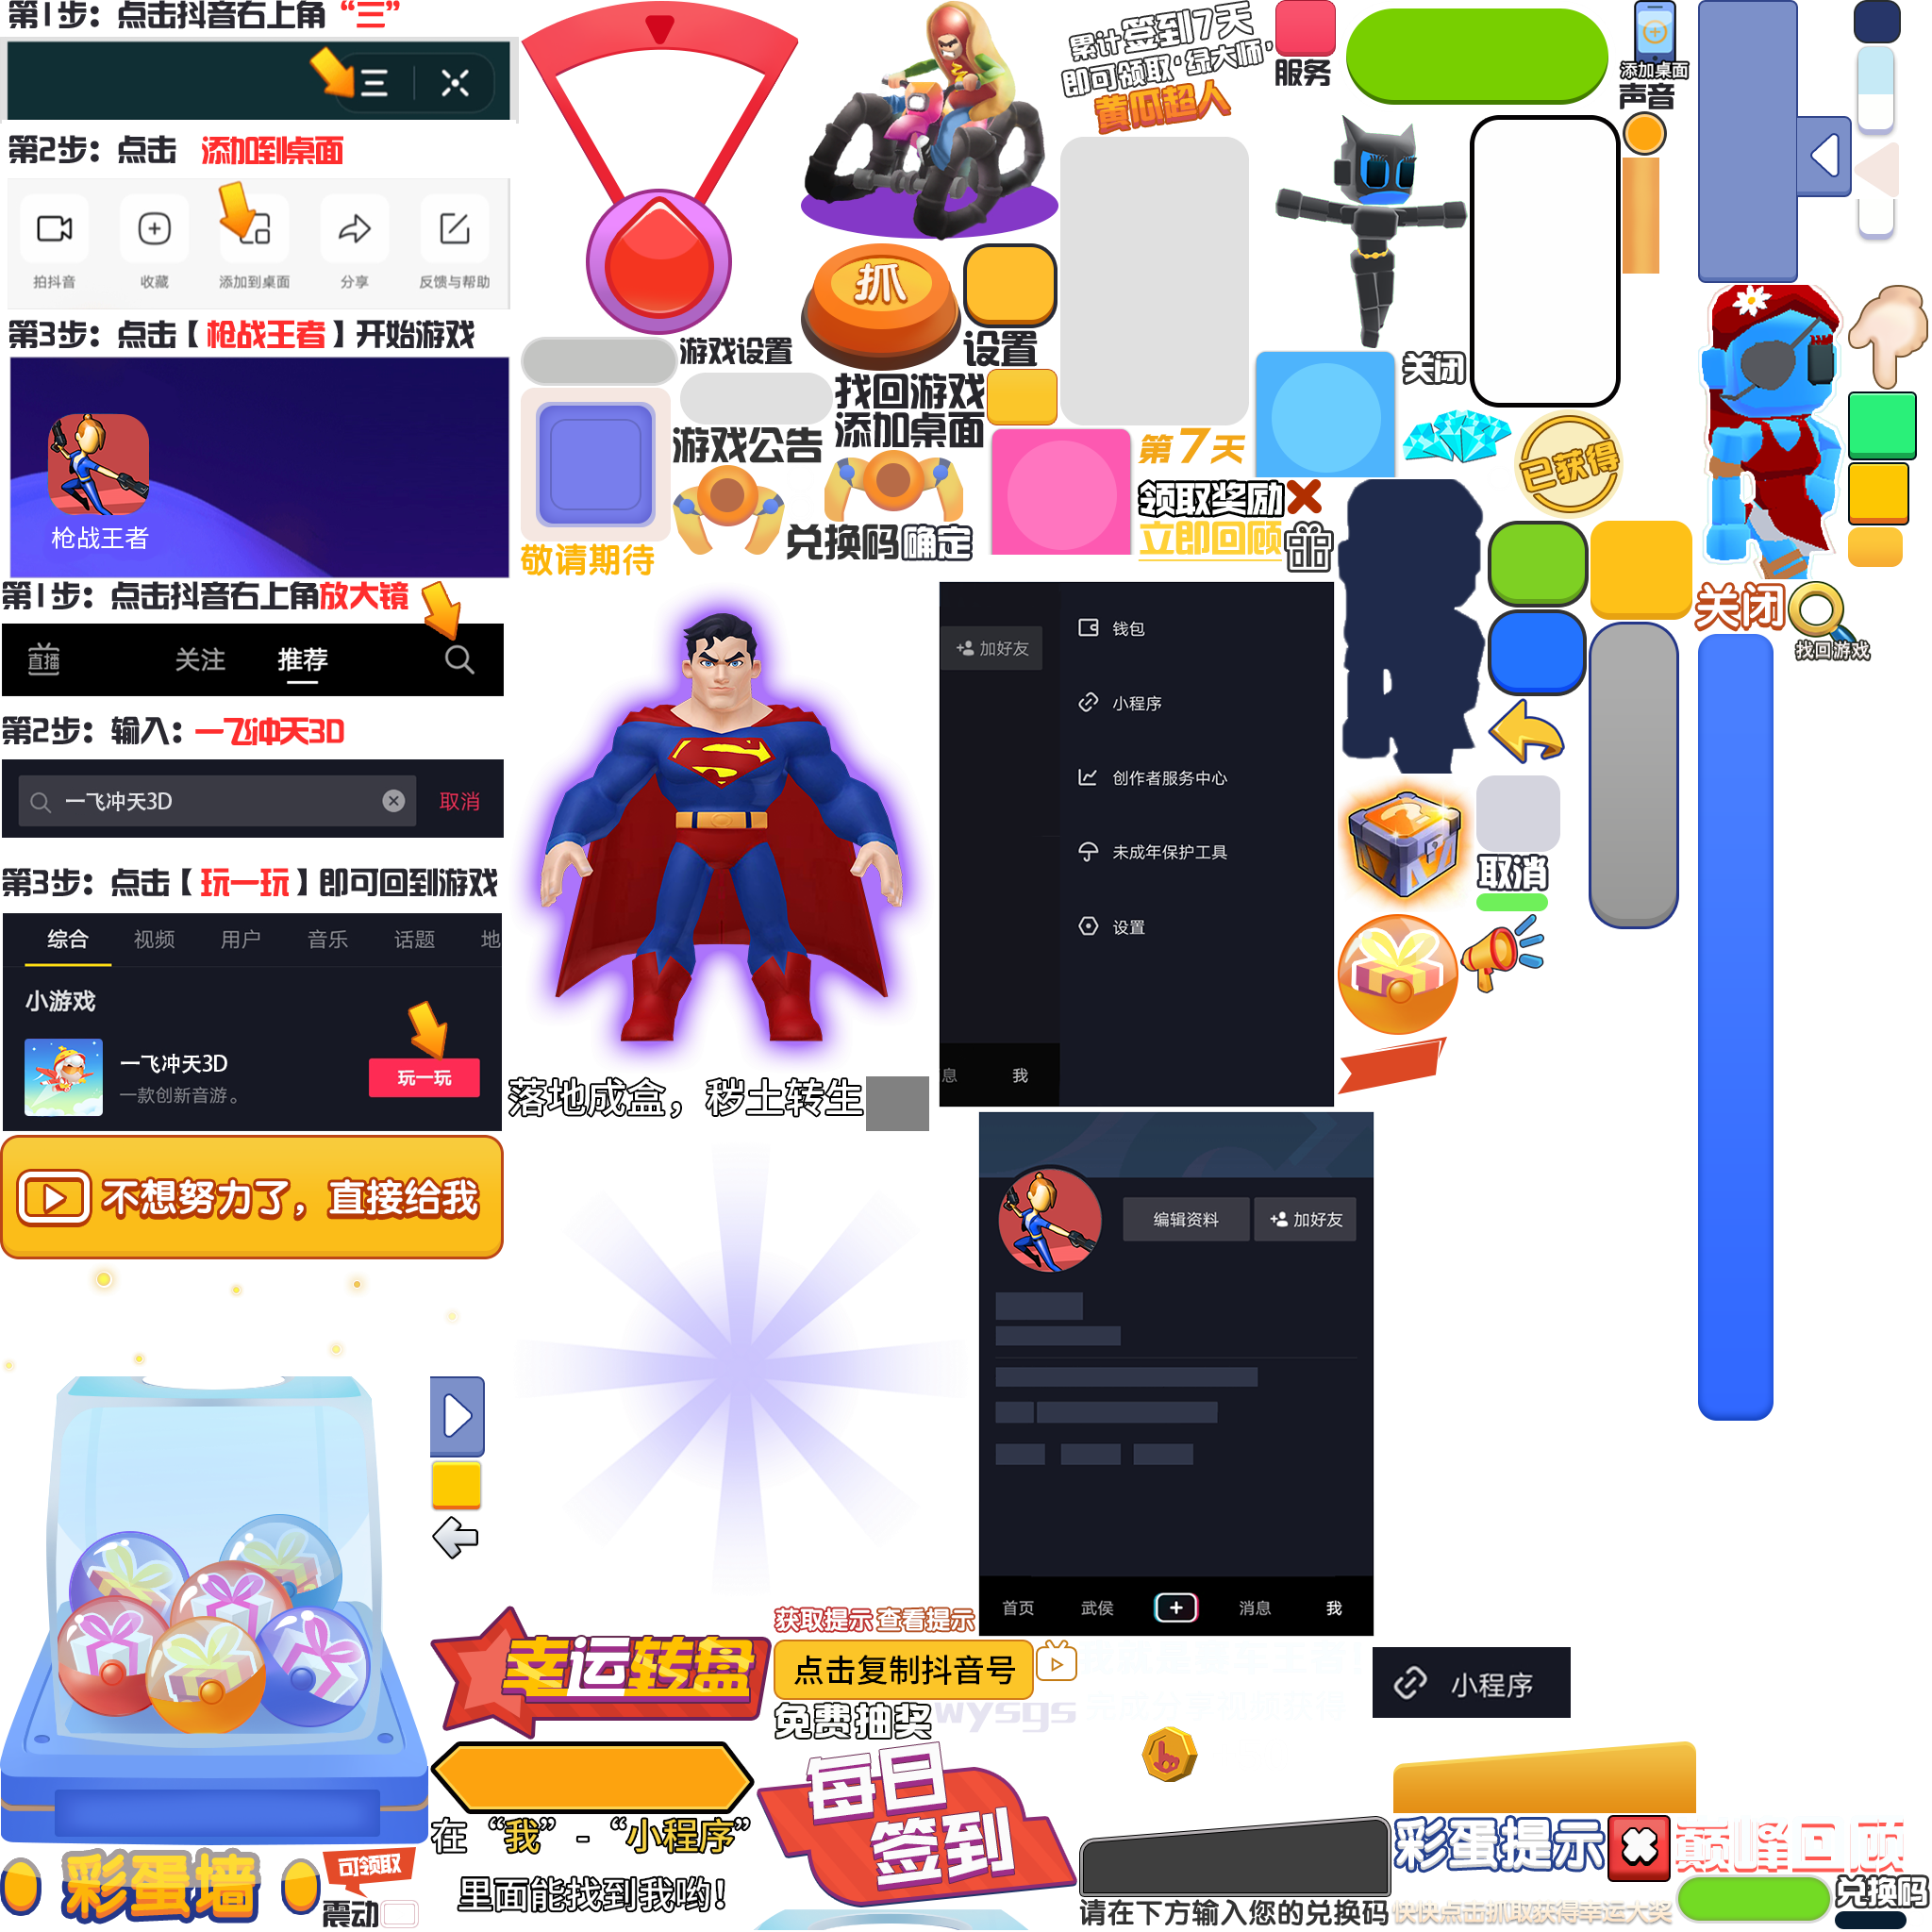 第1步：点击抖音右上角“三”
第2步：点击 添加到桌面
拍抖音
收藏
添加到桌面
分享
反馈与帮助
第3步：点击【枪战王者】开始游戏
枪战王者
第1步：点击抖音右上角放大镜
直播
关注
推荐
第2步：输入：一飞冲天3D
一飞冲天3D
取消
第3步：点击【玩一玩】即可回到游戏
综合
视频
用户
音乐
话题
地
小游戏
一飞冲天3D
一款创新音游。
玩一玩
不想努力了，直接给我
彩蛋墙
可领取
震动
敬请期待
游戏设置
游戏公告
抓
设置
找回游戏
添加桌面
兑换码
确定
累计签到7天
即可领取‘绿大师’
黄瓜超人
第7天
领取奖励
立即回顾
服务
关闭
已获得
添加桌面
声音
关闭
找回游戏
取消
落地成盒，秽土转生
加好友
钱包
小程序
创作者服务中心
未成年保护工具
设置
息
我
编辑资料
加好友
首页
武侯
消息
我
幸运转盘
获取提示
查看提示
点击复制抖音号
免费抽奖
wysgs
完成分享视频获得
小程序
在“我”-“小程序”
里面能找到我哟！
每日
签到
请在下方输入您的兑换码
彩蛋提示
快快点击抓取获得幸运大奖
巅峰回顾
兑换码